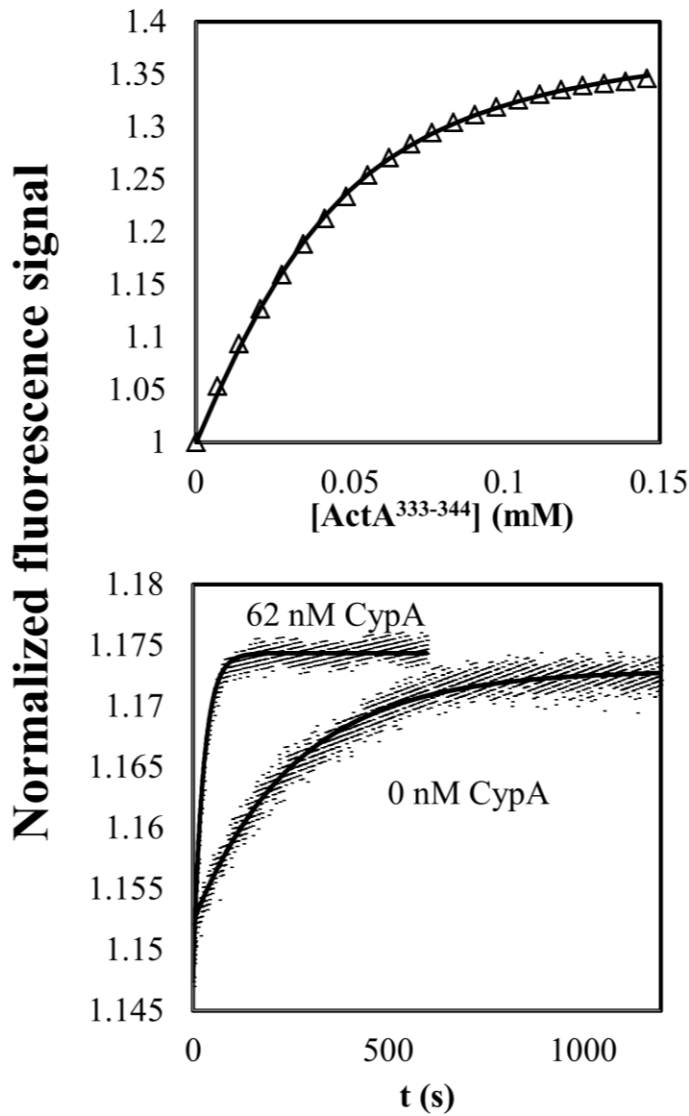 Normalized fluorescence signal
1.4
1.35
1.3
1.25
1.2
1.15
1.1
1.05
1
0 0.05 0.1 0.15
[ActA333-344] (mM)
1.18
1.175
1.17
1.165
1.16
1.155
1.15
1.145
62 nM CypA
0 nM CypA
0 500 1000
t (s)